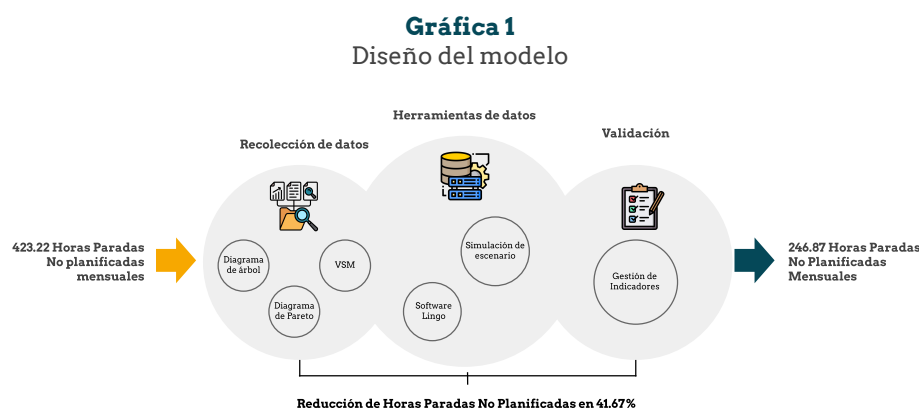 Gráfica 1
Diseño del modelo
Herramientas de datos
Recolección de datos
Validación
423.22 Horas Paradas
No planificadas
mensuales
Diagrama
de árbol
VSM
Diagrama
de Pareto
Simulación de
escenario
Software
Lingo
Gestión de
Indicadores
246.87 Horas Paradas
No Planificadas
Mensuales
Reducción de Horas Paradas No Planificadas en 41.67%